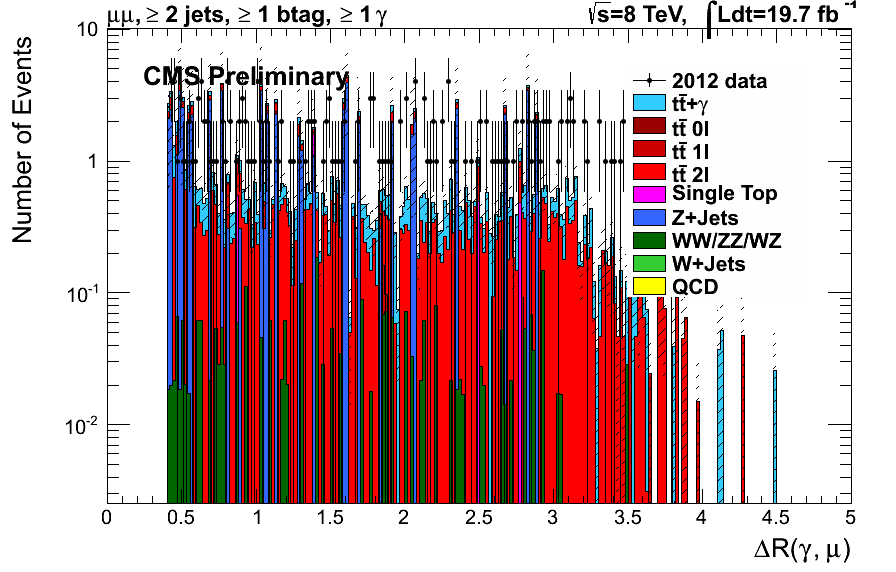 μμ, ≥ 2 jets, ≥ 1 btag, ≥ 1 γ
√s=8 TeV, ∫Ldt=19.7 fb⁻¹
CMS Preliminary
Number of Events
10
1
10⁻¹
10⁻²
2012 data
tt̄+γ
tt̄ 0l
tt̄ 1l
tt̄ 2l
Single Top
Z+Jets
WW/ZZ/WZ
W+Jets
QCD
0 0.5 1 1.5 2 2.5 3 3.5 4 4.5 5
ΔR(γ, μ)